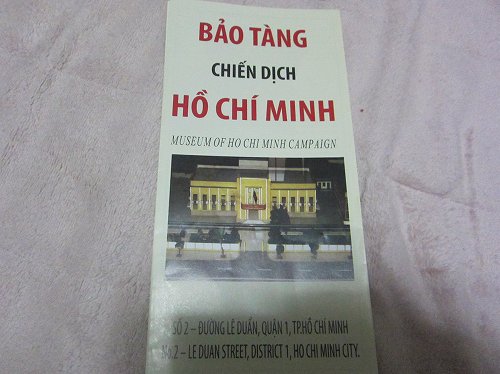 BẢO TÀNG
CHIẾN DỊCH
HỒ CHÍ MINH
MUSEUM OF HO CHI MINH CAMPAIGN
SỐ 2 – ĐƯỜNG LÊ DUẨN, QUẬN 1, TP.HỒ CHÍ MINH
No.2 – LE DUAN STREET, DISTRICT 1, HO CHI MINH CITY.